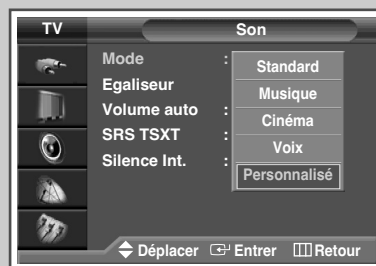 TV Son
Mode : Standard
Egaliseur Musique
Volume auto : Cinéma
SRS TSXT : Voix
Silence Int. : Personnalisé
Déplacer Entrer Retour